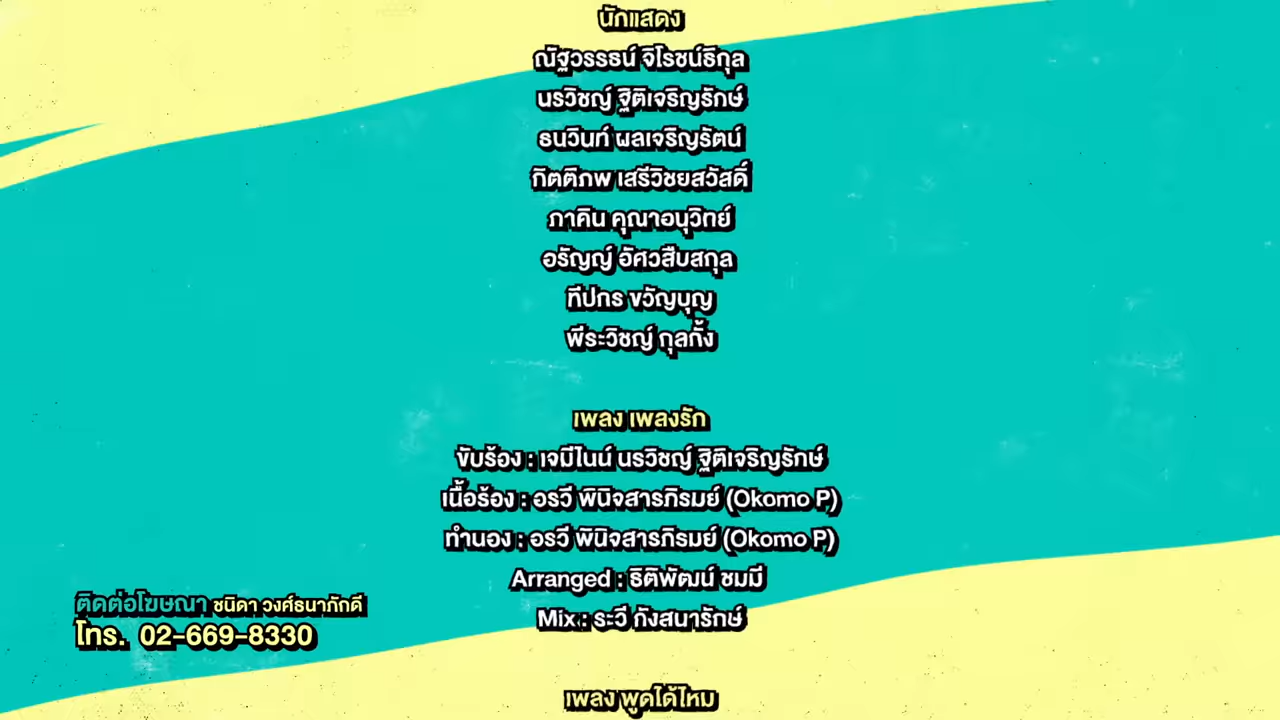 นักแสดง
ณัฐวรรธน์ จิโรชน์ธิกุล
นรวิชญ์ ฐิติเจริญรักษ์
ธนวินท์ ผลเจริญรัตน์
กิตติภพ เสรีวิชยสวัสดิ์
ภาคิน คุณาอนุวิทย์
อรัญญ์ อัศวสืบสกุล
ทีปกร ขวัญบุญ
พีระวิชญ์ กุลกั้ง
เพลง เพลงรัก
ขับร้อง : เจมีไนน์ นรวิชญ์ ฐิติเจริญรักษ์
เนื้อร้อง : อรวี พินิจสารภิรมย์ (Okomo P)
ทำนอง : อรวี พินิจสารภิรมย์ (Okomo P)
Arranged : ธิติพัฒน์ ชมมี
Mix : ระวี กังสนารักษ์
ติดต่อโฆษณา ชนิดา วงศ์ธนาภักดี
โทร. 02-669-8330
เพลง พูดได้ไหม